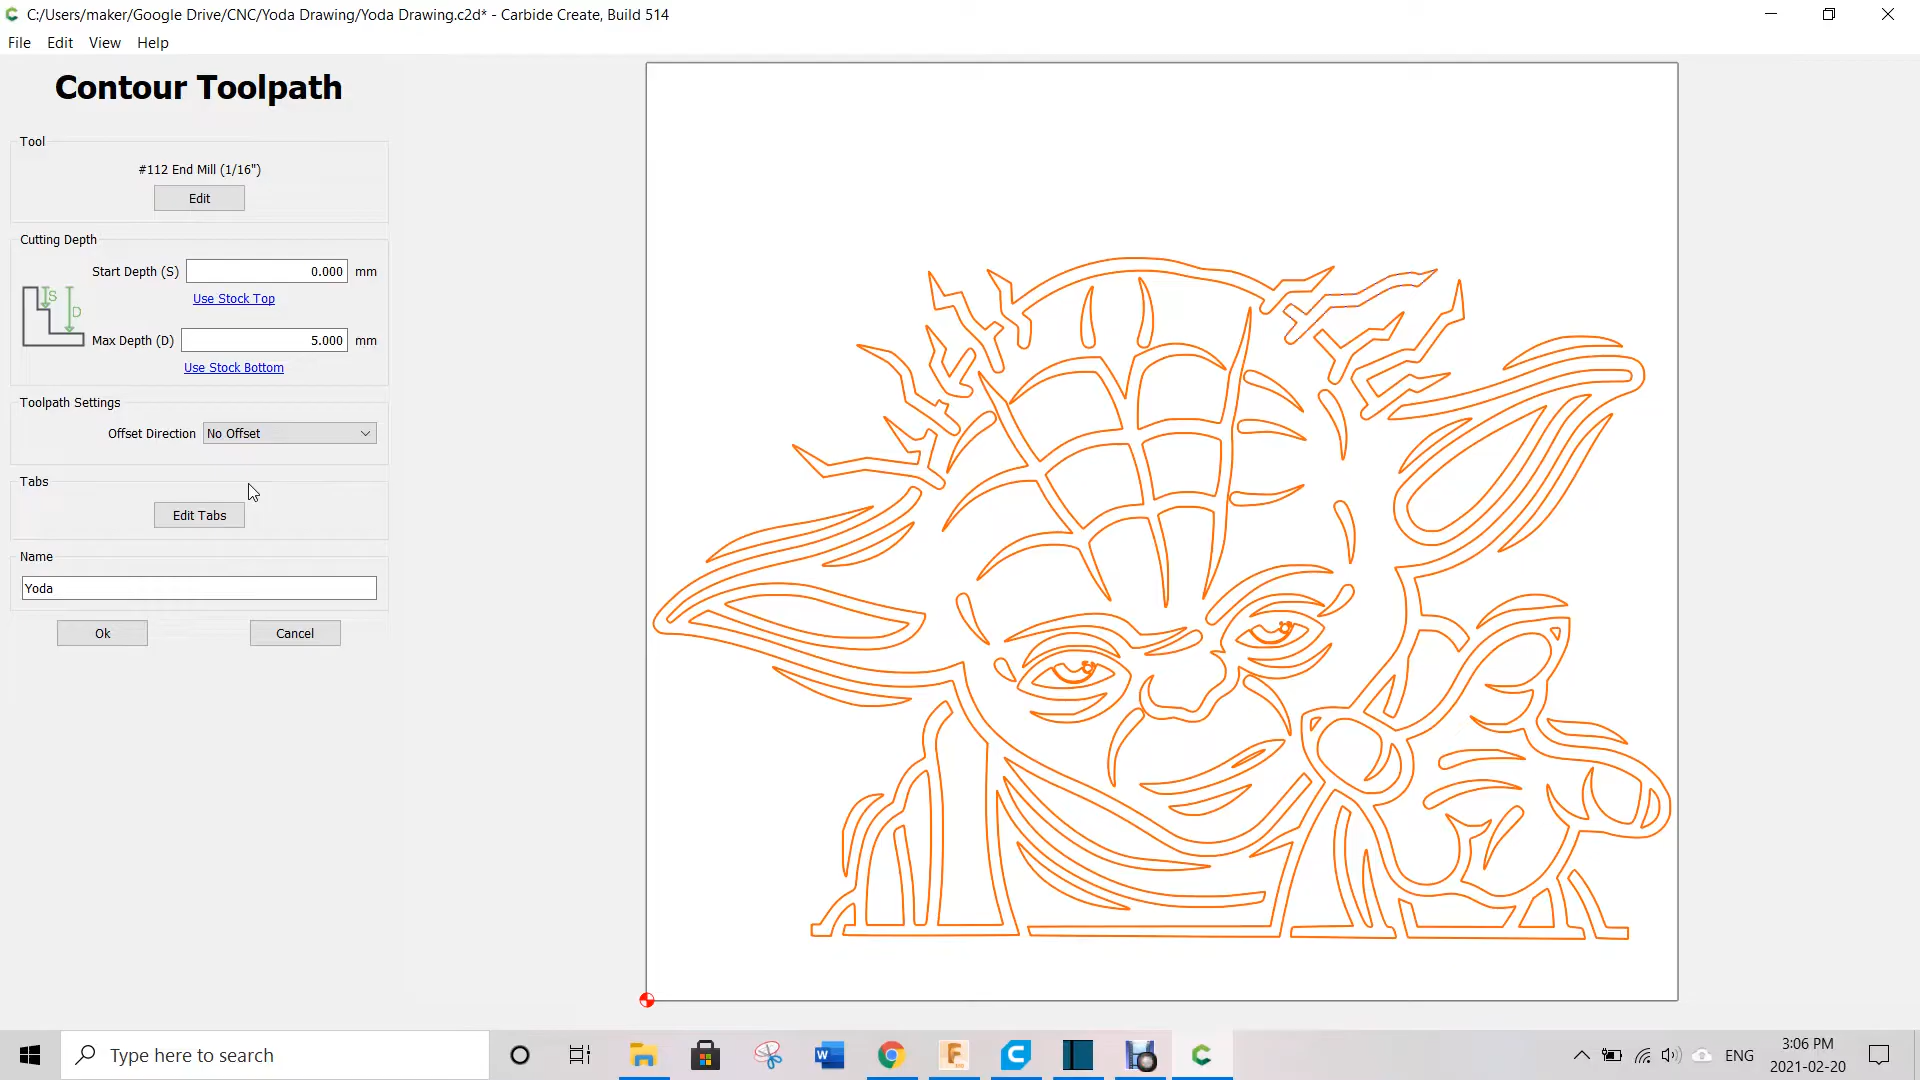 C:/Users/maker/Google Drive/CNC/Yoda Drawing/Yoda Drawing.c2d* - Carbide Create, Build 514
File Edit View Help
Contour Toolpath
Tool
#112 End Mill (1/16")
Edit
Cutting Depth
Start Depth (S) 0.000 mm
Use Stock Top
S
D
Max Depth (D) 5.000 mm
Use Stock Bottom
Toolpath Settings
Offset Direction No Offset
Tabs
Edit Tabs
Name
Yoda
Ok Cancel
Type here to search
ENG
3:06 PM
2021-02-20